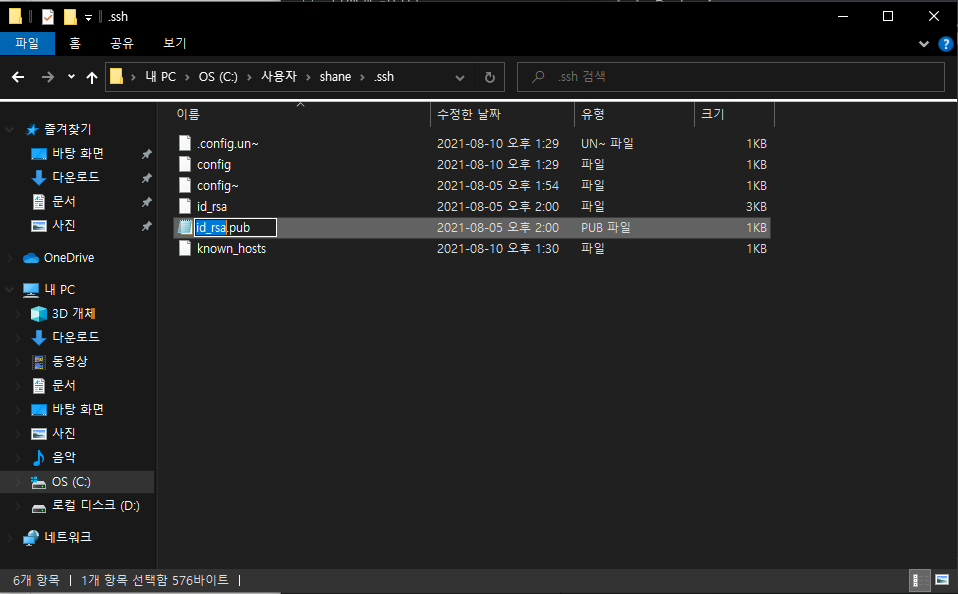 .ssh
파일 홈 공유 보기
내 PC OS (C:) 사용자 shane .ssh .ssh 검색
이름 수정한 날짜 유형 크기
.config.un~ 2021-08-10 오후 1:29 UN~ 파일 1KB
config 2021-08-10 오후 1:29 파일 1KB
config~ 2021-08-05 오후 1:54 파일 1KB
id_rsa 2021-08-05 오후 2:00 파일 3KB
id_rsa.pub 2021-08-05 오후 2:00 PUB 파일 1KB
known_hosts 2021-08-10 오후 1:30 파일 1KB
즐겨찾기
바탕 화면
다운로드
문서
사진
OneDrive
내 PC
3D 개체
다운로드
동영상
문서
바탕 화면
사진
음악
OS (C:)
로컬 디스크 (D:)
네트워크
6개 항목 1개 항목 선택함 576바이트